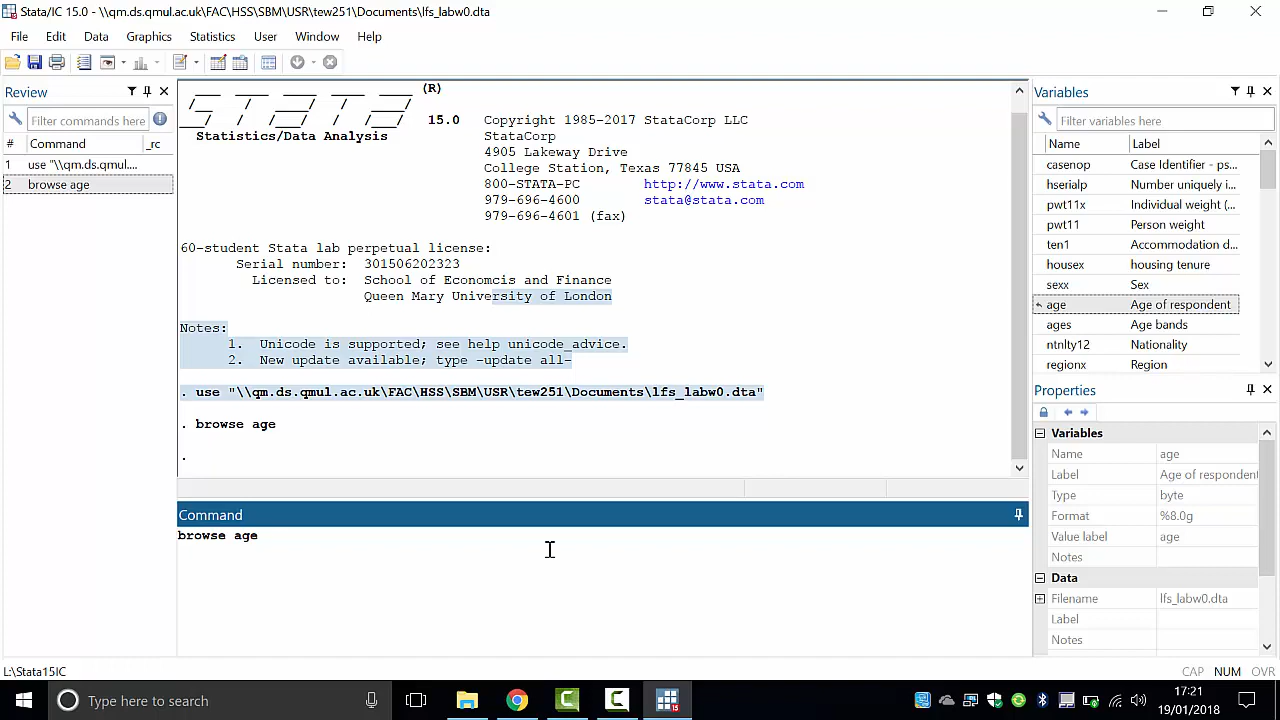 Stata/IC 15.0 - \\qm.ds.qmul.ac.uk\FAC\HSS\SBM\USR\tew251\Documents\lfs_labw0.dta
File Edit Data Graphics Statistics User Window Help
Review
Filter commands here
# Command _rc
1 use "\\qm.ds.qmul....
2 browse age
(R)
15.0 Copyright 1985-2017 StataCorp LLC
Statistics/Data Analysis StataCorp
4905 Lakeway Drive
College Station, Texas 77845 USA
800-STATA-PC http://www.stata.com
979-696-4600 stata@stata.com
979-696-4601 (fax)
60-student Stata lab perpetual license:
Serial number: 301506202323
Licensed to: School of Economcis and Finance
Queen Mary University of London
Notes:
1. Unicode is supported; see help unicode_advice.
2. New update available; type -update all-
. use "\\qm.ds.qmul.ac.uk\FAC\HSS\SBM\USR\tew251\Documents\lfs_labw0.dta"
. browse age
.
Command
browse age
Variables
Filter variables here
Name Label
casenop Case Identifier - ps...
hserialp Number uniquely i...
pwt11x Individual weight (...
pwt11 Person weight
ten1 Accommodation d...
housex housing tenure
sexx Sex
age Age of respondent
ages Age bands
ntnlty12 Nationality
regionx Region
Properties
Variables
Name age
Label Age of respondent
Type byte
Format %8.0g
Value label age
Notes
Data
Filename lfs_labw0.dta
Label
Notes
L:\Stata15IC
CAP NUM OVR
Type here to search
17:21
19/01/2018